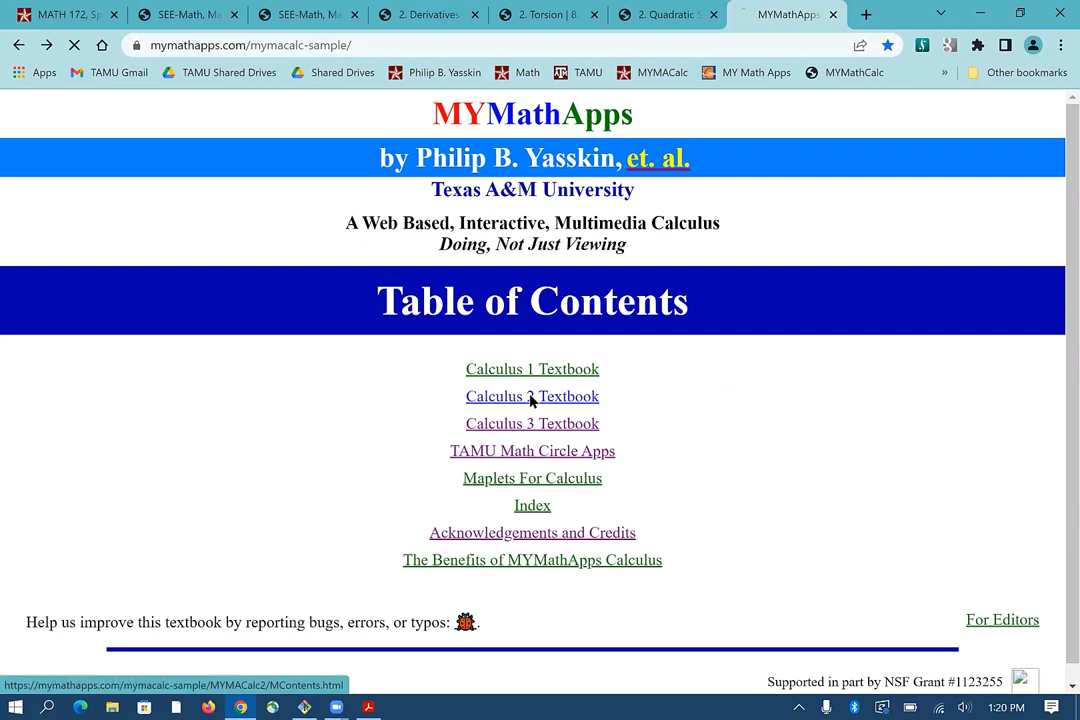 MATH 172, Sp
SEE-Math, Ma
SEE-Math, Ma
2. Derivatives
2. Torsion | 8.
2. Quadratic S
MYMathApps
mymathapps.com/mymacalc-sample/
Apps
TAMU Gmail
TAMU Shared Drives
Shared Drives
Philip B. Yasskin
Math
TAMU
MYMACalc
MY Math Apps
MYMathCalc
»
Other bookmarks
MYMathApps
by Philip B. Yasskin, et. al.
Texas A&M University
A Web Based, Interactive, Multimedia Calculus
Doing, Not Just Viewing
Table of Contents
Calculus 1 Textbook
Calculus 2 Textbook
Calculus 3 Textbook
TAMU Math Circle Apps
Maplets For Calculus
Index
Acknowledgements and Credits
The Benefits of MYMathApps Calculus
Help us improve this textbook by reporting bugs, errors, or typos: .
For Editors
https://mymathapps.com/mymacalc-sample/MYMACalc2/MContents.html
Supported in part by NSF Grant #1123255
1:20 PM